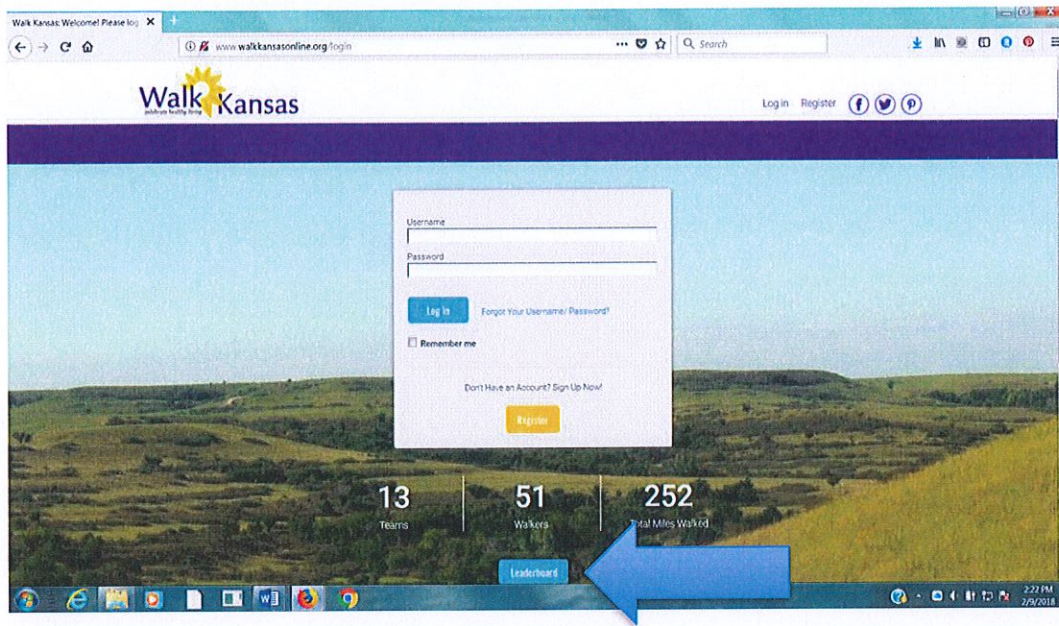 Walk Kansas: Welcome! Please log
www.walkkansasonline.org/login
Search
Walk Kansas
celebrate healthy living
Log in Register
Username
Password
Log In Forgot Your Username/ Password?
Remember me
Don't Have an Account? Sign Up Now!
Register
13 51 252
Teams Walkers Total Miles Walked
Leaderboard
2:22 PM
2/9/2018